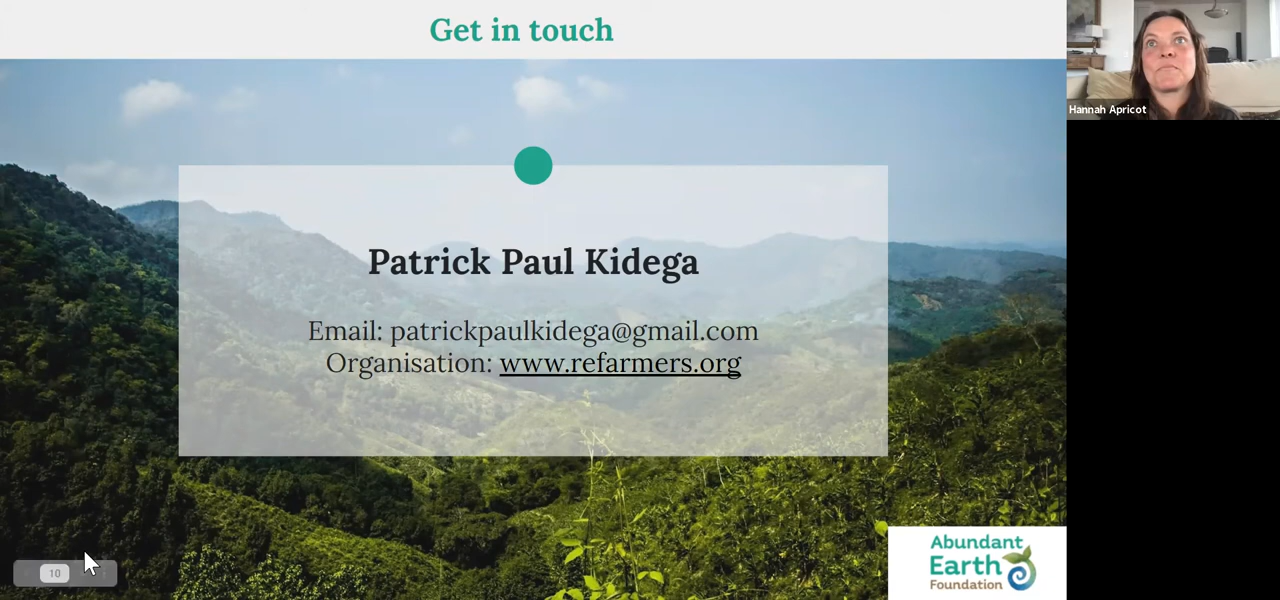 Get in touch
Hannah Apricot
Patrick Paul Kidega
Email: patrickpaulkidega@gmail.com
Organisation: www.refarmers.org
10
Abundant
Earth
Foundation